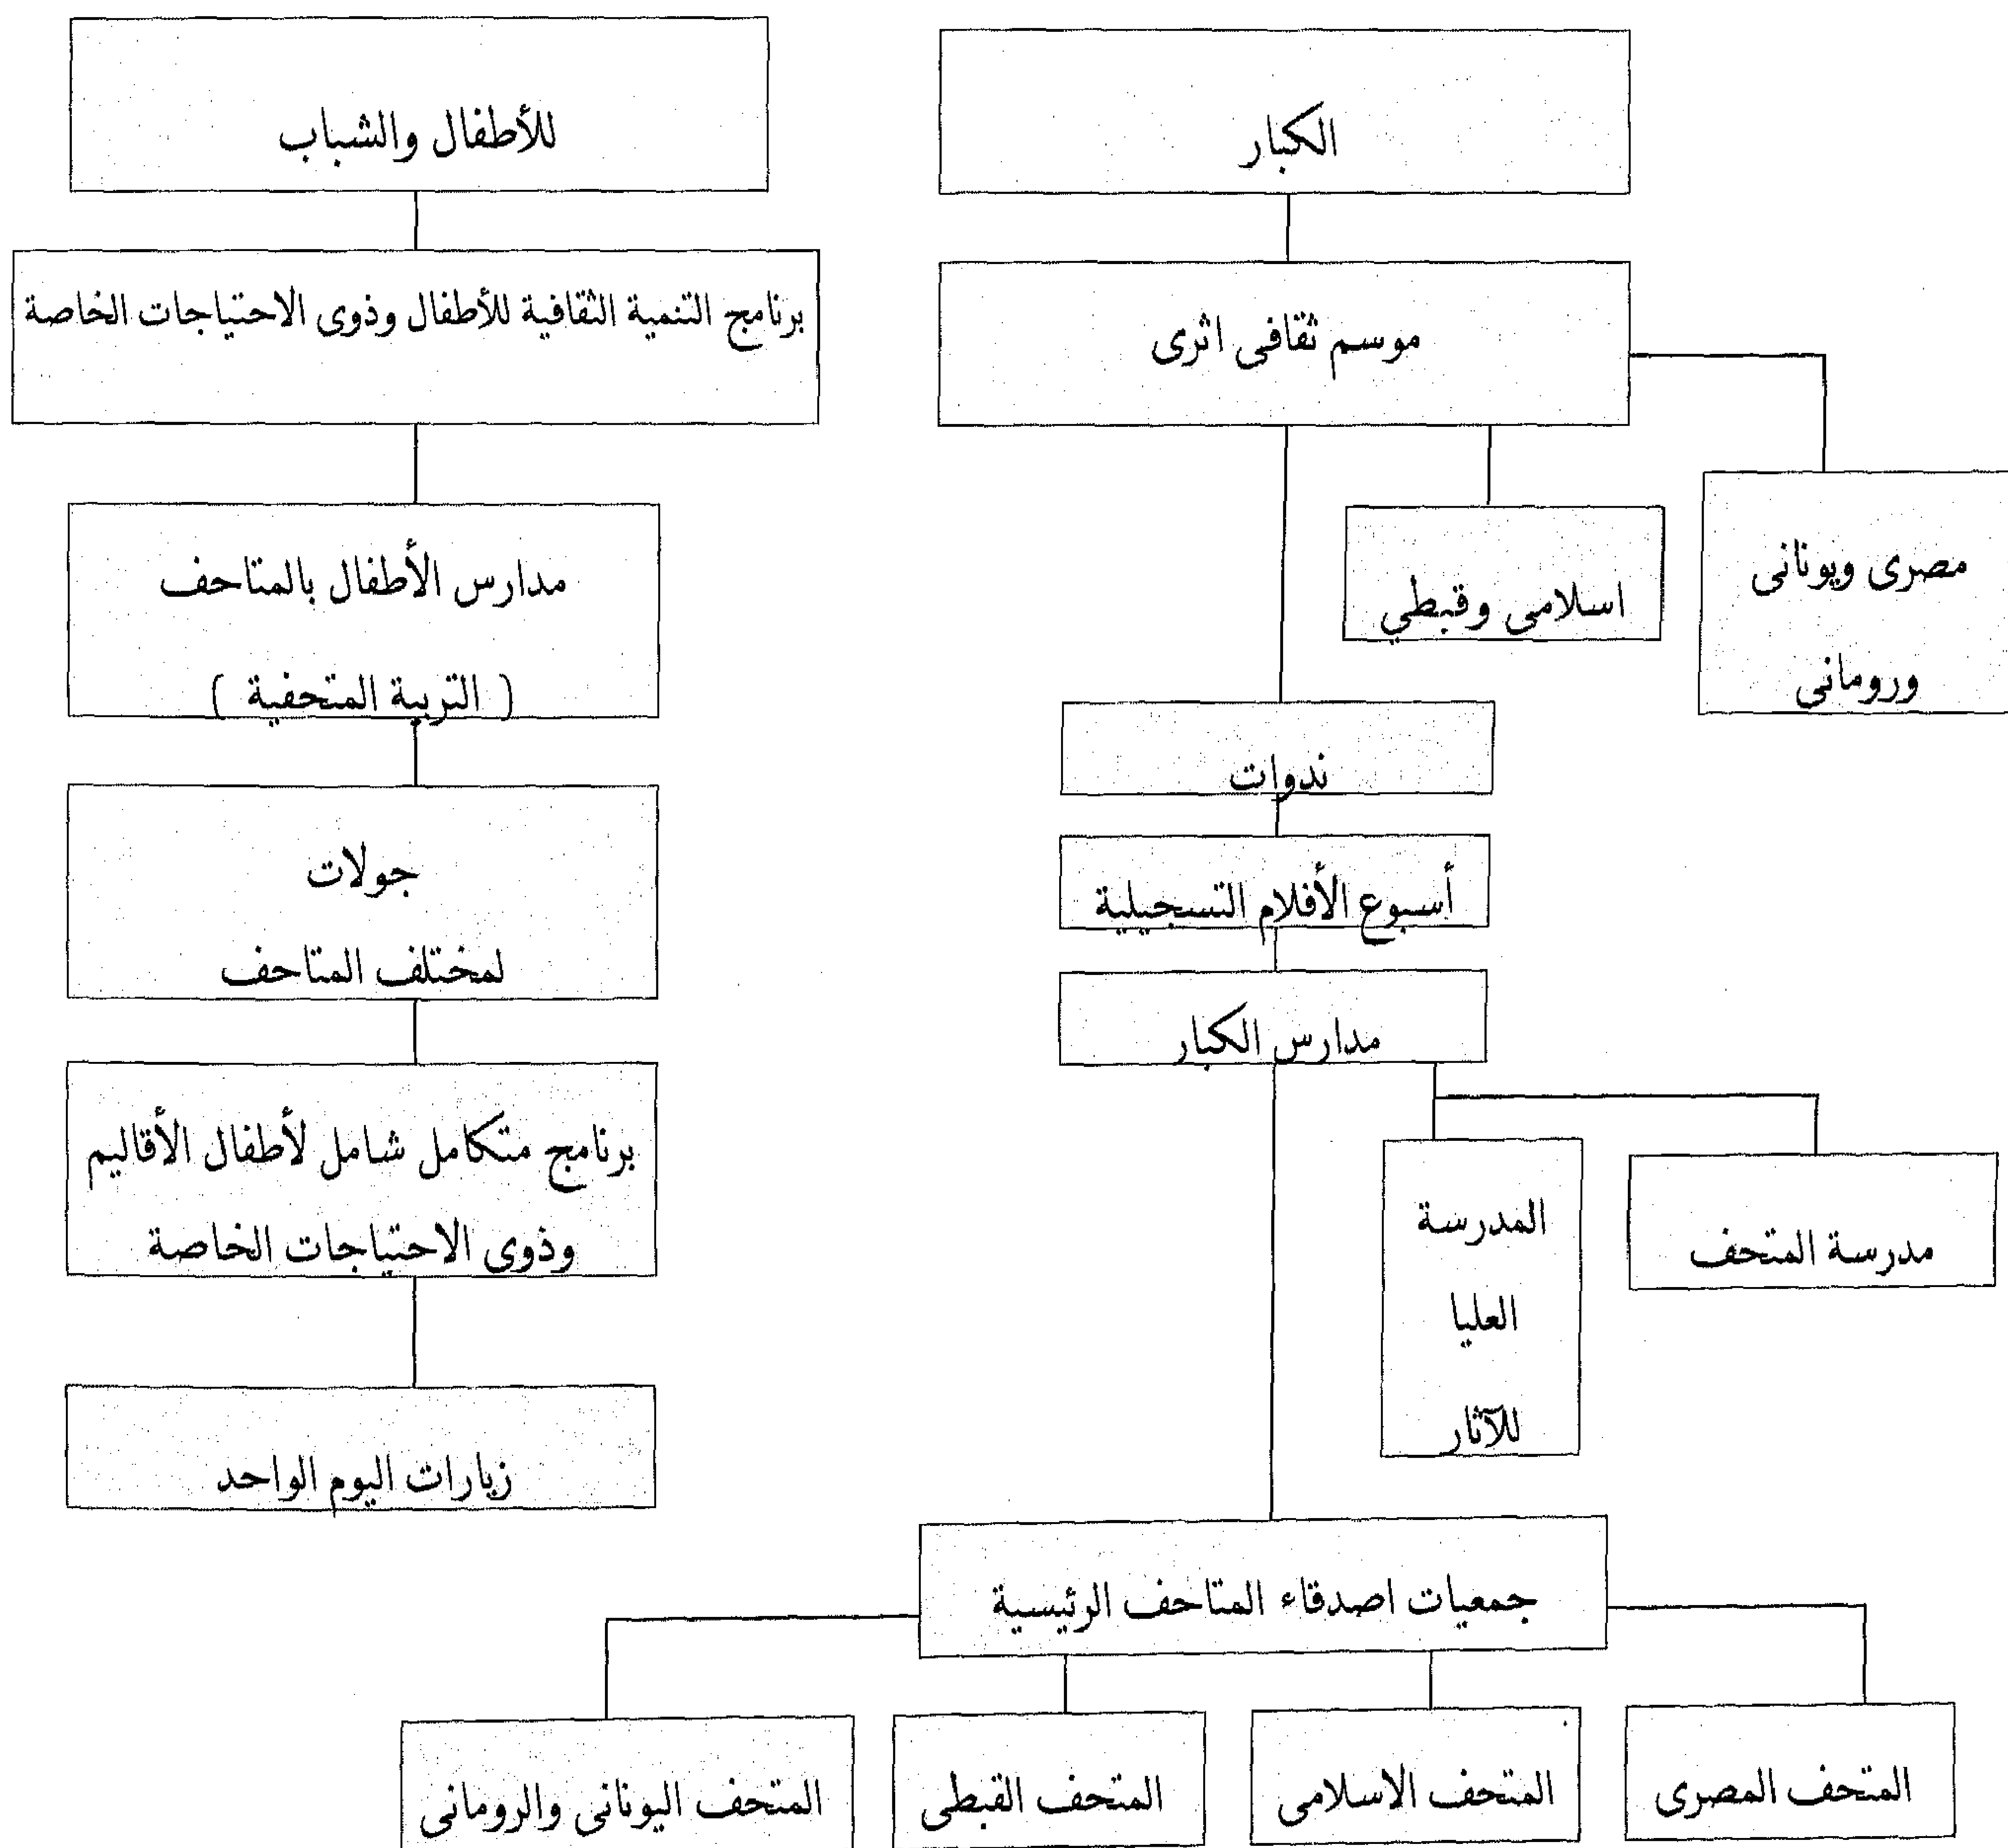 الكبار
موسم ثقافى اثرى
مصرى ويونانى
ورومانى
اسلامى وقبطي
ندوات
أسبوع الأفلام التسجيلية
مدارس الكبار
مدرسة المتحف
المدرسة
العليا
للآثار
جمعيات اصدقاء المتاحف الرئيسية
المتحف المصرى
المتحف الاسلامى
المتحف القبطى
المتحف اليونانى والرومانى
للأطفال والشباب
برنامج التنمية الثقافية للأطفال وذوى الاحتياجات الخاصة
مدارس الأطفال بالمتاحف
( التربية المتحفية )
جولات
لمختلف المتاحف
برنامج متكامل شامل لأطفال الأقاليم
وذوى الاحتياجات الخاصة
زيارات اليوم الواحد